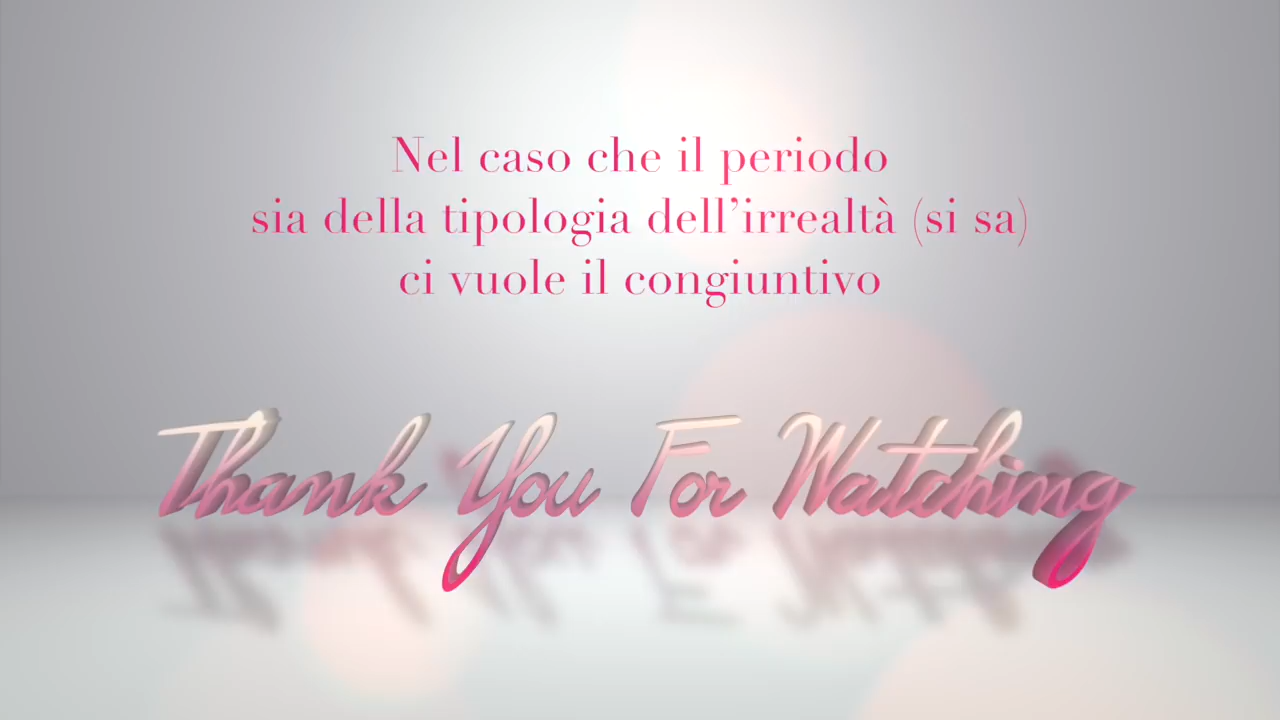 Nel caso che il periodo
sia della tipologia dell’irrealtà (si sa)
ci vuole il congiuntivo
Thank You For Watching